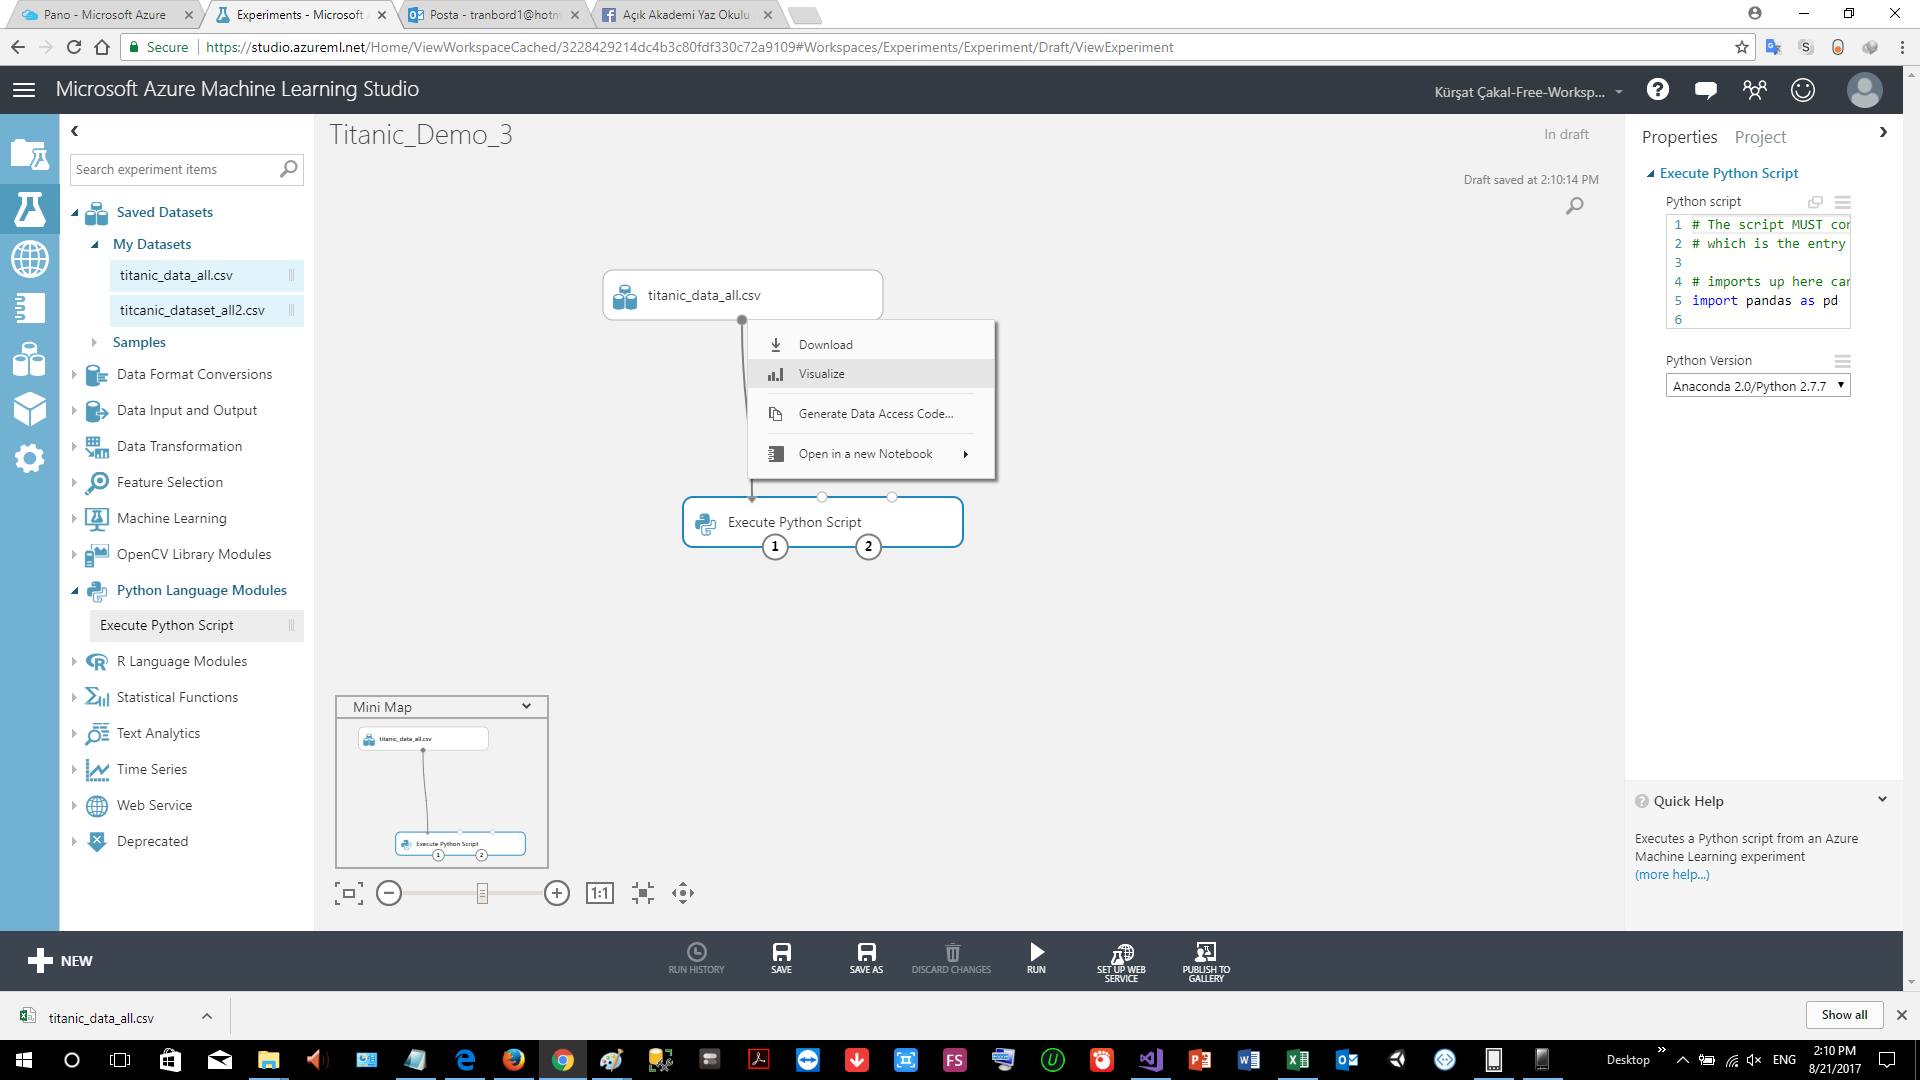 Pano - Microsoft Azure
Experiments - Microsoft
Posta - tranbord1@hotm
Açık Akademi Yaz Okulu
Secure
https://studio.azureml.net/Home/ViewWorkspaceCached/3228429214dc4b3c80fdf330c72a9109#Workspaces/Experiments/Experiment/Draft/ViewExperiment
Microsoft Azure Machine Learning Studio
Kürşat Çakal-Free-Worksp...
Search experiment items
Saved Datasets
My Datasets
titanic_data_all.csv
titcanic_dataset_all2.csv
Samples
Data Format Conversions
Data Input and Output
Data Transformation
Feature Selection
Machine Learning
OpenCV Library Modules
Python Language Modules
Execute Python Script
R Language Modules
Statistical Functions
Text Analytics
Time Series
Web Service
Deprecated
Titanic_Demo_3
In draft
Draft saved at 2:10:14 PM
titanic_data_all.csv
Download
Visualize
Generate Data Access Code...
Open in a new Notebook
Execute Python Script
1 2
Mini Map
titanic_data_all.csv
Execute Python Script
1 2
1:1
Properties Project
Execute Python Script
Python script
1 # The script MUST con
2 # which is the entry
3
4 # imports up here can
5 import pandas as pd
6
Python Version
Anaconda 2.0/Python 2.7.7
Quick Help
Executes a Python script from an Azure
Machine Learning experiment
(more help...)
NEW
RUN HISTORY
SAVE
SAVE AS
DISCARD CHANGES
RUN
SET UP WEB
SERVICE
PUBLISH TO
GALLERY
titanic_data_all.csv
Show all
FS
Desktop
ENG
2:10 PM
8/21/2017